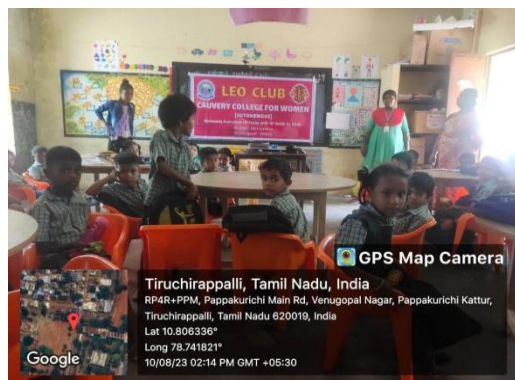 LEO CLUB
CAUVERY COLLEGE FOR WOMEN
[AUTONOMOUS]
GPS Map Camera
Tiruchirappalli, Tamil Nadu, India
RP4R+PPM, Pappakurichi Main Rd, Venugopal Nagar, Pappakurichi Kattur,
Tiruchirappalli, Tamil Nadu 620019, India
Lat 10.806336°
Long 78.741821°
10/08/23 02:14 PM GMT +05:30
Google